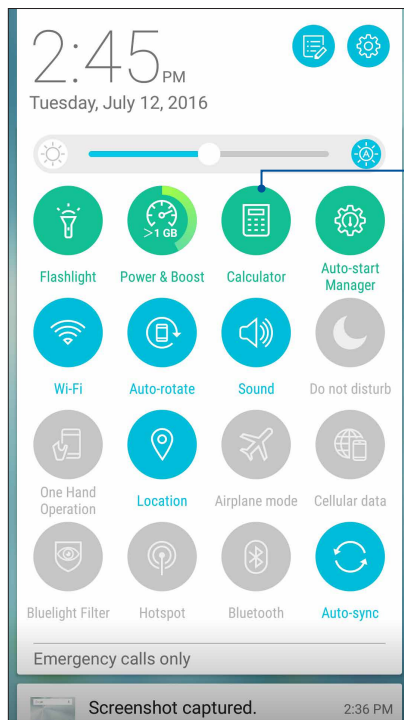 2:45 PM
Tuesday, July 12, 2016
A
>1 GB
Flashlight Power & Boost Calculator Auto-start Manager
Wi-Fi Auto-rotate Sound Do not disturb
One Hand Operation Location Airplane mode Cellular data
Bluelight Filter Hotspot Bluetooth Auto-sync
Emergency calls only
Screenshot captured. 2:36 PM